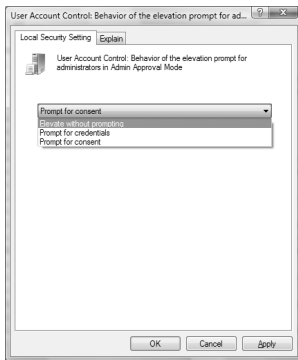 User Account Control: Behavior of the elevation prompt for ad...
Local Security Setting
Explain
User Account Control: Behavior of the elevation prompt for
administrators in Admin Approval Mode
Prompt for consent
Elevate without prompting
Prompt for credentials
Prompt for consent
OK
Cancel
Apply